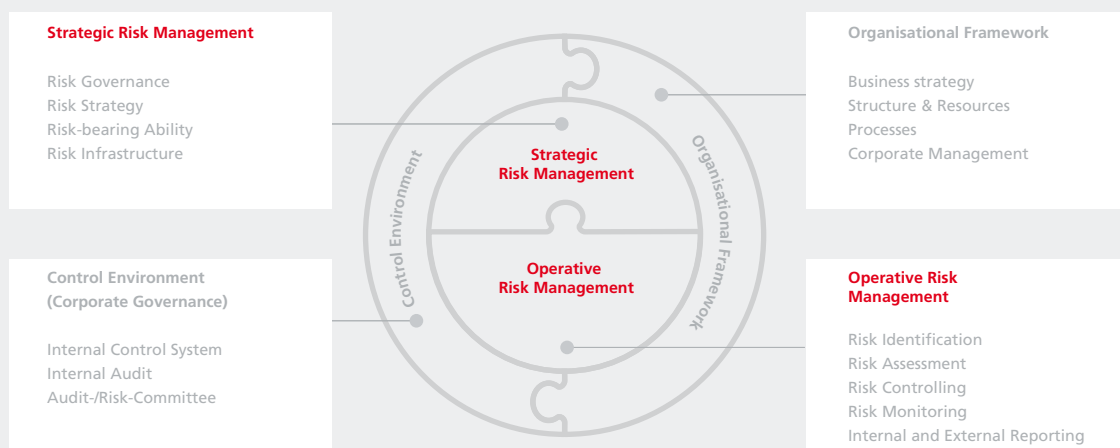 Strategic Risk Management
Risk Governance
Risk Strategy
Risk-bearing Ability
Risk Infrastructure
Control Environment
(Corporate Governance)
Internal Control System
Internal Audit
Audit-/Risk-Committee
Control Environment
Strategic
Risk Management
Operative
Risk Management
Organisational Framework
Organisational Framework
Business strategy
Structure & Resources
Processes
Corporate Management
Operative Risk
Management
Risk Identification
Risk Assessment
Risk Controlling
Risk Monitoring
Internal and External Reporting